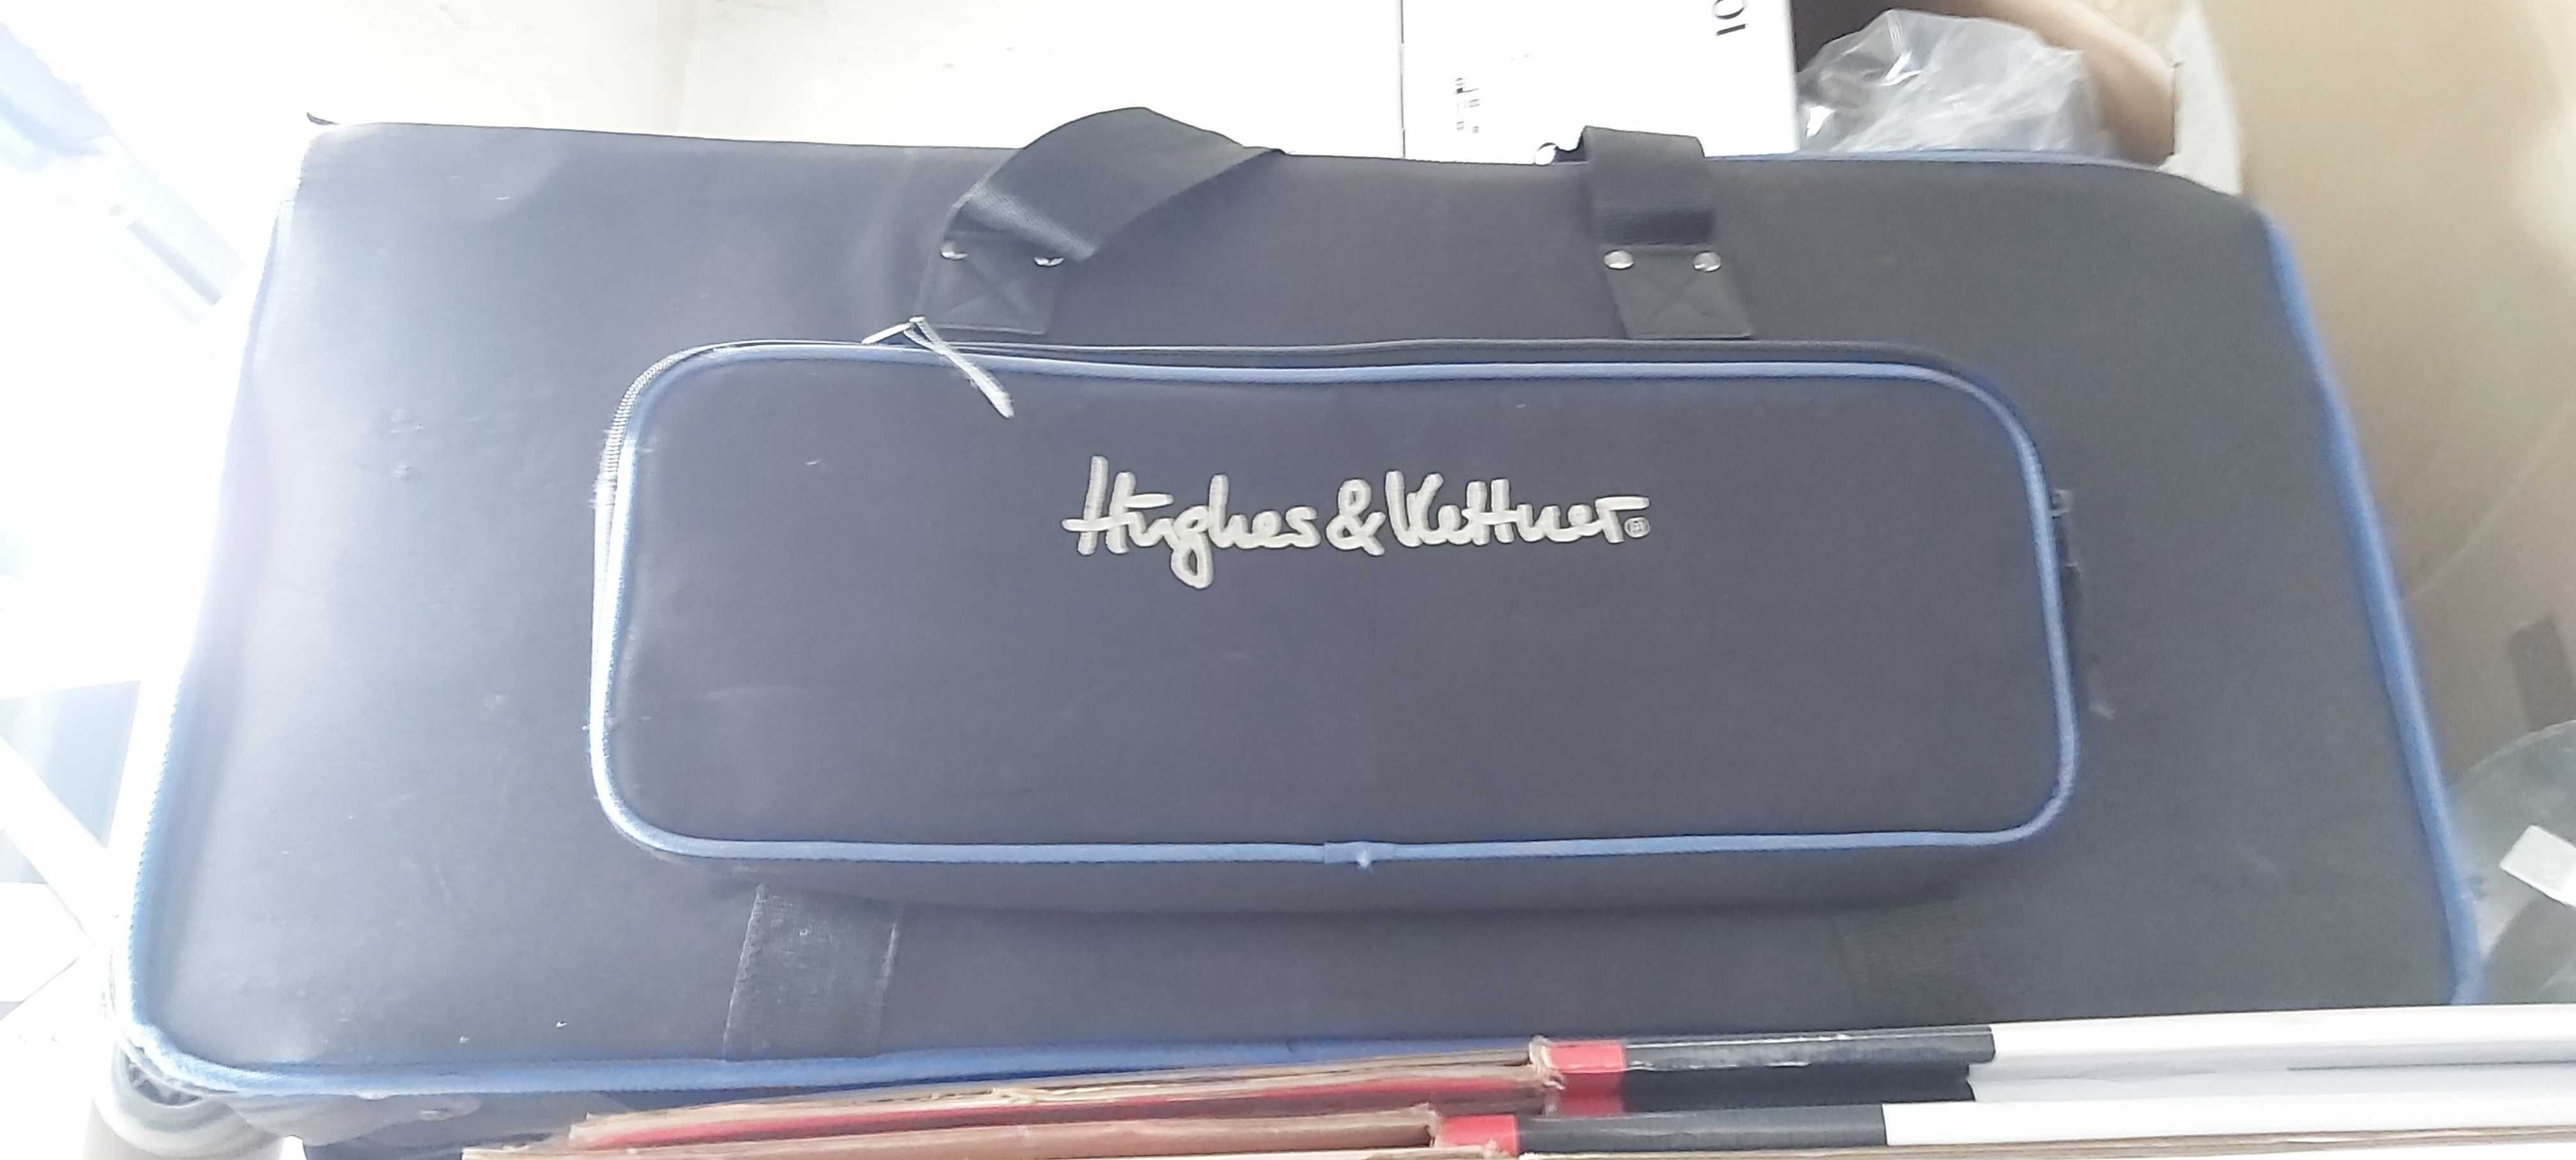 Hughes & Kettner®